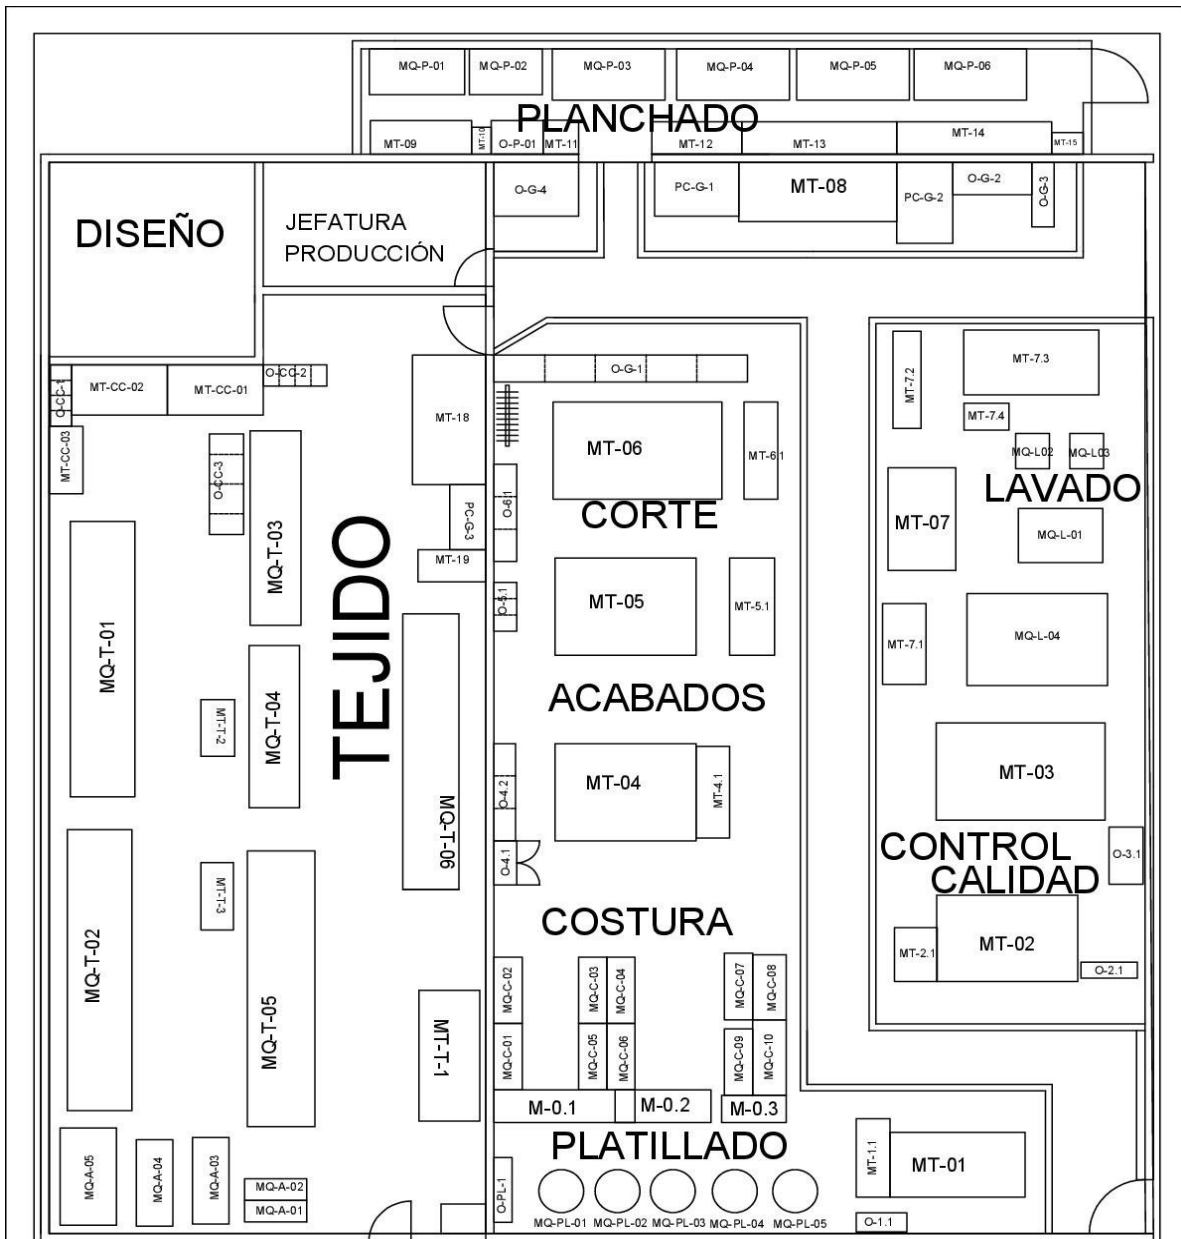 MQ-P-01
MQ-P-02
MQ-P-03
MQ-P-04
MQ-P-05
MQ-P-06
PLANCHADO
MT-09
MT-10
O-P-01
MT-11
MT-12
MT-13
MT-14
MT-15
DISEÑO
JEFATURA
PRODUCCIÓN
O-G-4
PC-G-1
MT-08
PC-G-2
O-G-2
O-G-3
O-CC-1
MT-CC-02
MT-CC-01
O-CC-2
MT-CC-03
O-CC-3
MQ-T-03
MT-18
PC-G-3
MT-19
TEJIDO
MQ-T-01
MT-T-2
MQ-T-04
MQ-T-06
MQ-T-02
MT-T-3
MQ-T-05
MT-T-1
MQ-A-05
MQ-A-04
MQ-A-03
MQ-A-02
MQ-A-01
O-G-1
MT-06
MT-6.1
O-6.1
CORTE
O-5.1
MT-05
MT-5.1
ACABADOS
O-4.2
MT-04
MT-4.1
O-4.1
COSTURA
MQ-C-02
MQ-C-03
MQ-C-04
MQ-C-07
MQ-C-08
MQ-C-01
MQ-C-05
MQ-C-06
MQ-C-09
MQ-C-10
M-0.1
M-0.2
M-0.3
PLATILLADO
O-PL-1
MQ-PL-01
MQ-PL-02
MQ-PL-03
MQ-PL-04
MQ-PL-05
MT-7.2
MT-7.3
MT-7.4
MQ-L02
MQ-L03
LAVADO
MT-07
MQ-L-01
MT-7.1
MQ-L-04
MT-03
CONTROL
CALIDAD
O-3.1
MT-2.1
MT-02
O-2.1
MT-1.1
MT-01
O-1.1